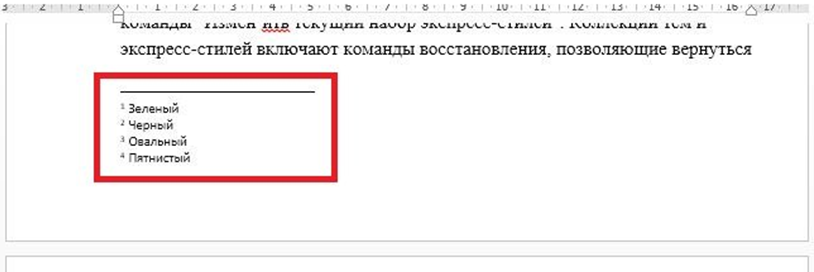 3 · 2 · 1 · 1 · 2 · 3 · 4 · 5 · 6 · 7 · 8 · 9 · 10 · 11 · 12 · 13 · 14 · 15 · 16 · 17
команды "Измен ить текущий набор экспресс-стилей". Коллекции тем и
экспресс-стилей включают команды восстановления, позволяющие вернуться
1 Зеленый
2 Черный
3 Овальный
4 Пятнистый